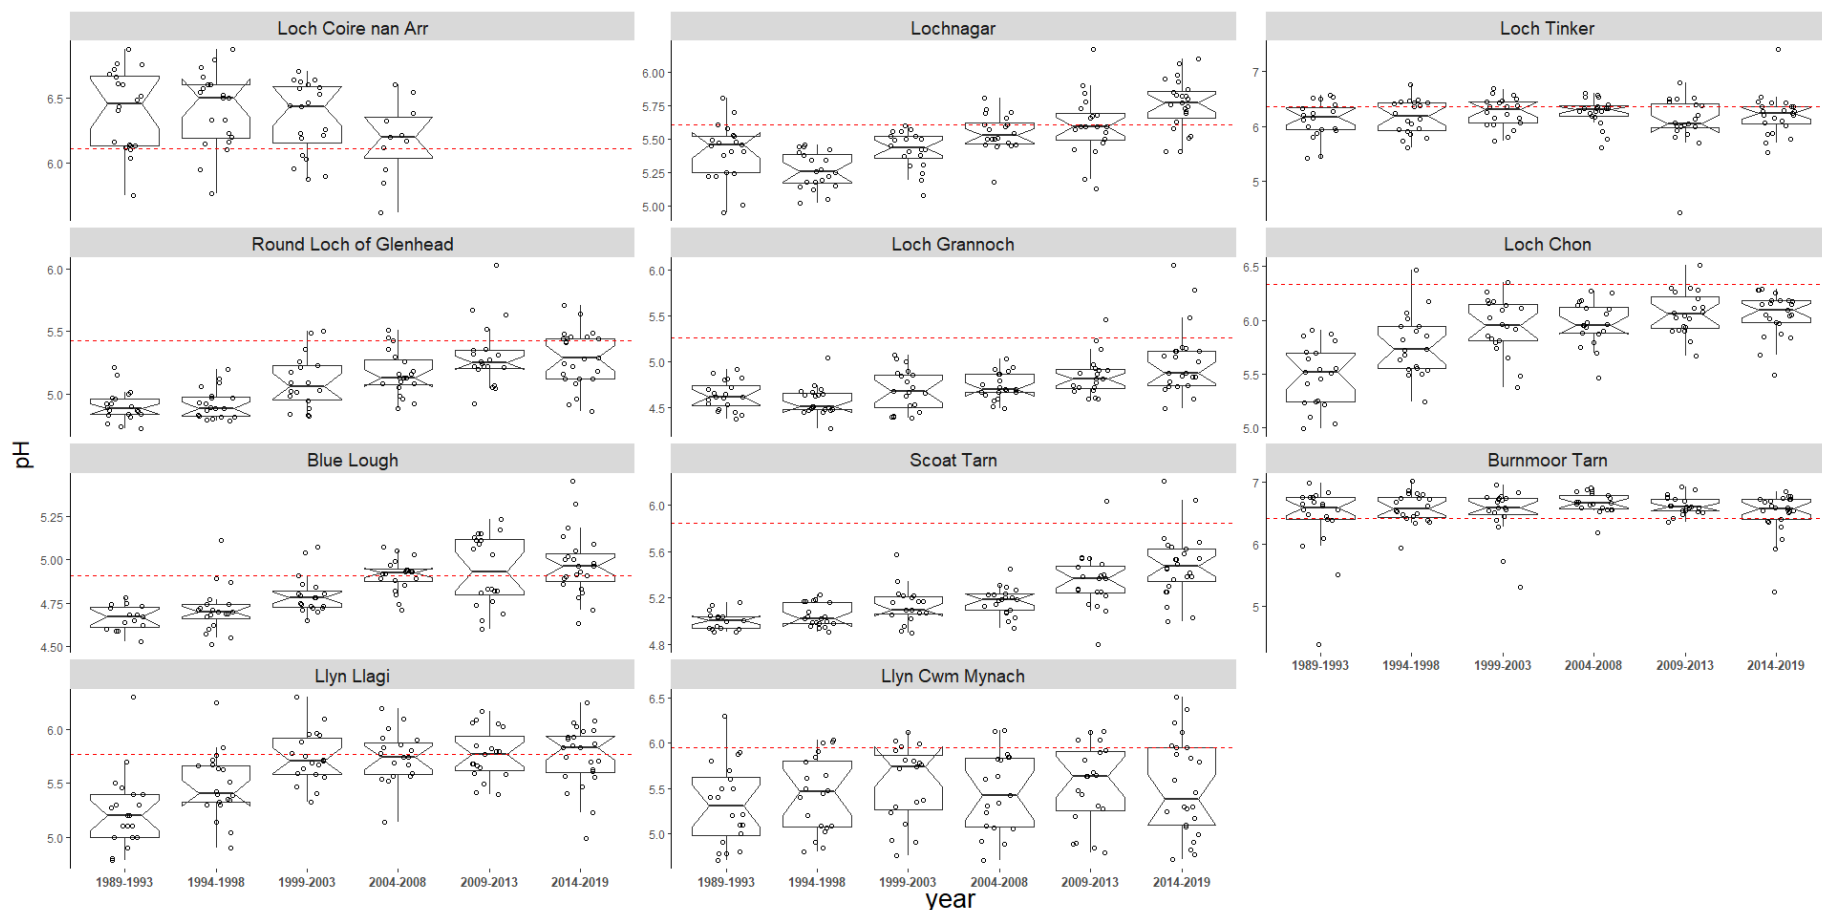 Loch Coire nan Arr
Lochnagar
Loch Tinker
6.5
6.0
6.00
5.75
5.50
5.25
5.00
7
6
5
Round Loch of Glenhead
Loch Grannoch
Loch Chon
6.0
5.5
5.0
6.0
5.5
5.0
4.5
6.5
6.0
5.5
5.0
pH
Blue Lough
Scoat Tarn
Burnmoor Tarn
5.25
5.00
4.75
4.50
6.0
5.6
5.2
4.8
7
6
5
1989-1993 1994-1998 1999-2003 2004-2008 2009-2013 2014-2019
Llyn Llagi
Llyn Cwm Mynach
6.0
5.5
5.0
6.5
6.0
5.5
5.0
1989-1993 1994-1998 1999-2003 2004-2008 2009-2013 2014-2019
1989-1993 1994-1998 1999-2003 2004-2008 2009-2013 2014-2019
year